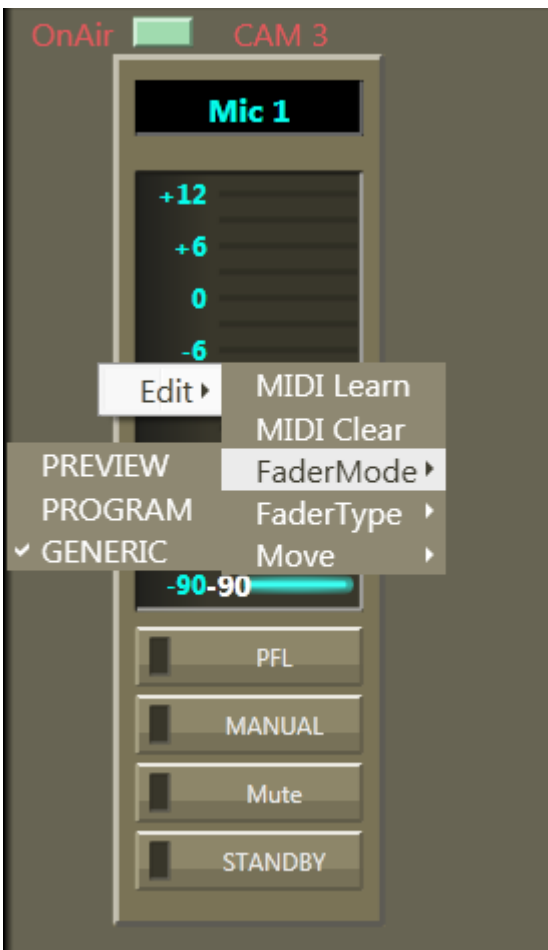 OnAir CAM 3
Mic 1
+12
+6
0
-6
Edit
MIDI Learn
MIDI Clear
FaderMode
FaderType
Move
PREVIEW
PROGRAM
GENERIC
-90-90
PFL
MANUAL
Mute
STANDBY